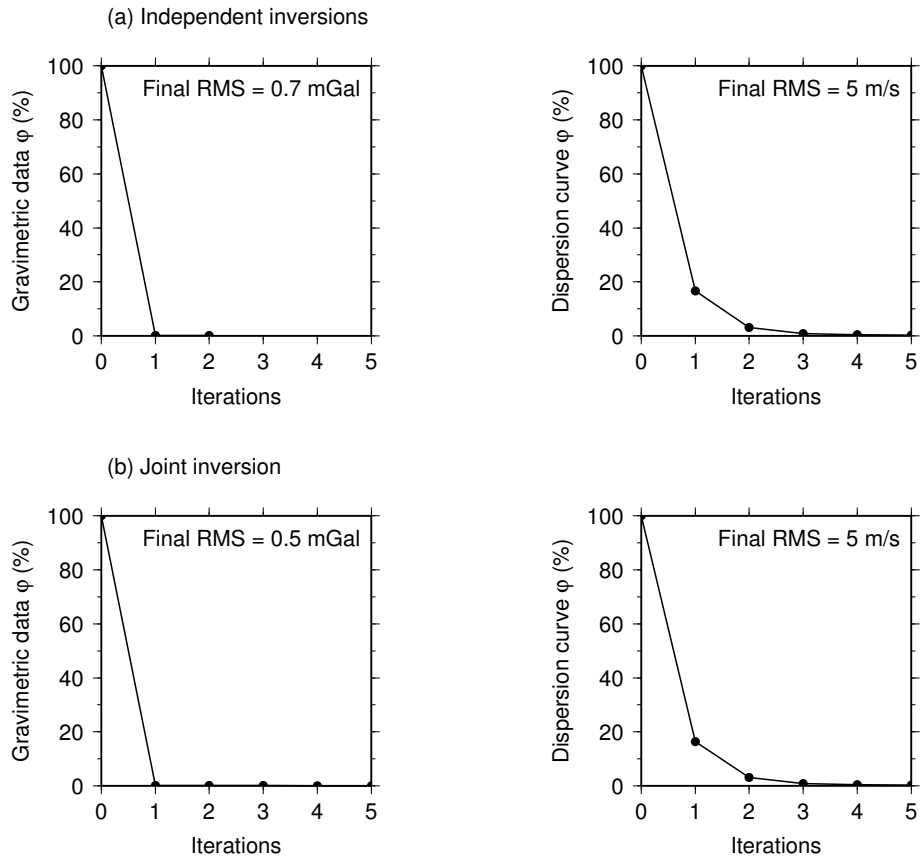 (a) Independent inversions
Gravimetric data φ (%)
100
80
60
40
20
0
Final RMS = 0.7 mGal
0 1 2 3 4 5
Iterations
Dispersion curve φ (%)
100
80
60
40
20
0
Final RMS = 5 m/s
0 1 2 3 4 5
Iterations
(b) Joint inversion
Gravimetric data φ (%)
100
80
60
40
20
0
Final RMS = 0.5 mGal
0 1 2 3 4 5
Iterations
Dispersion curve φ (%)
100
80
60
40
20
0
Final RMS = 5 m/s
0 1 2 3 4 5
Iterations